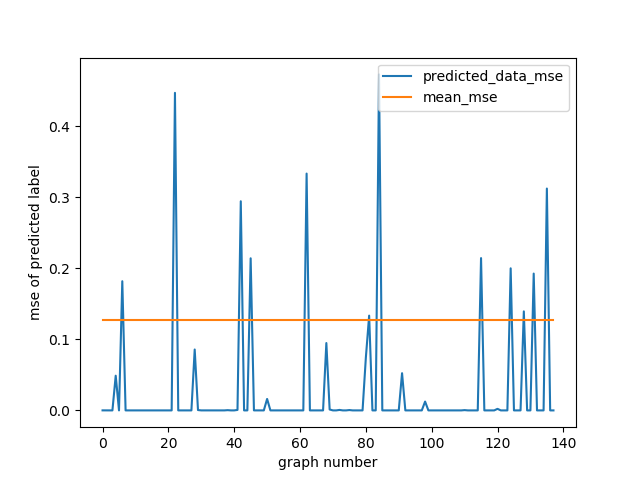 predicted_data_mse
mean_mse
mse of predicted label
0.4
0.3
0.2
0.1
0.0
0 20 40 60 80 100 120 140
graph number